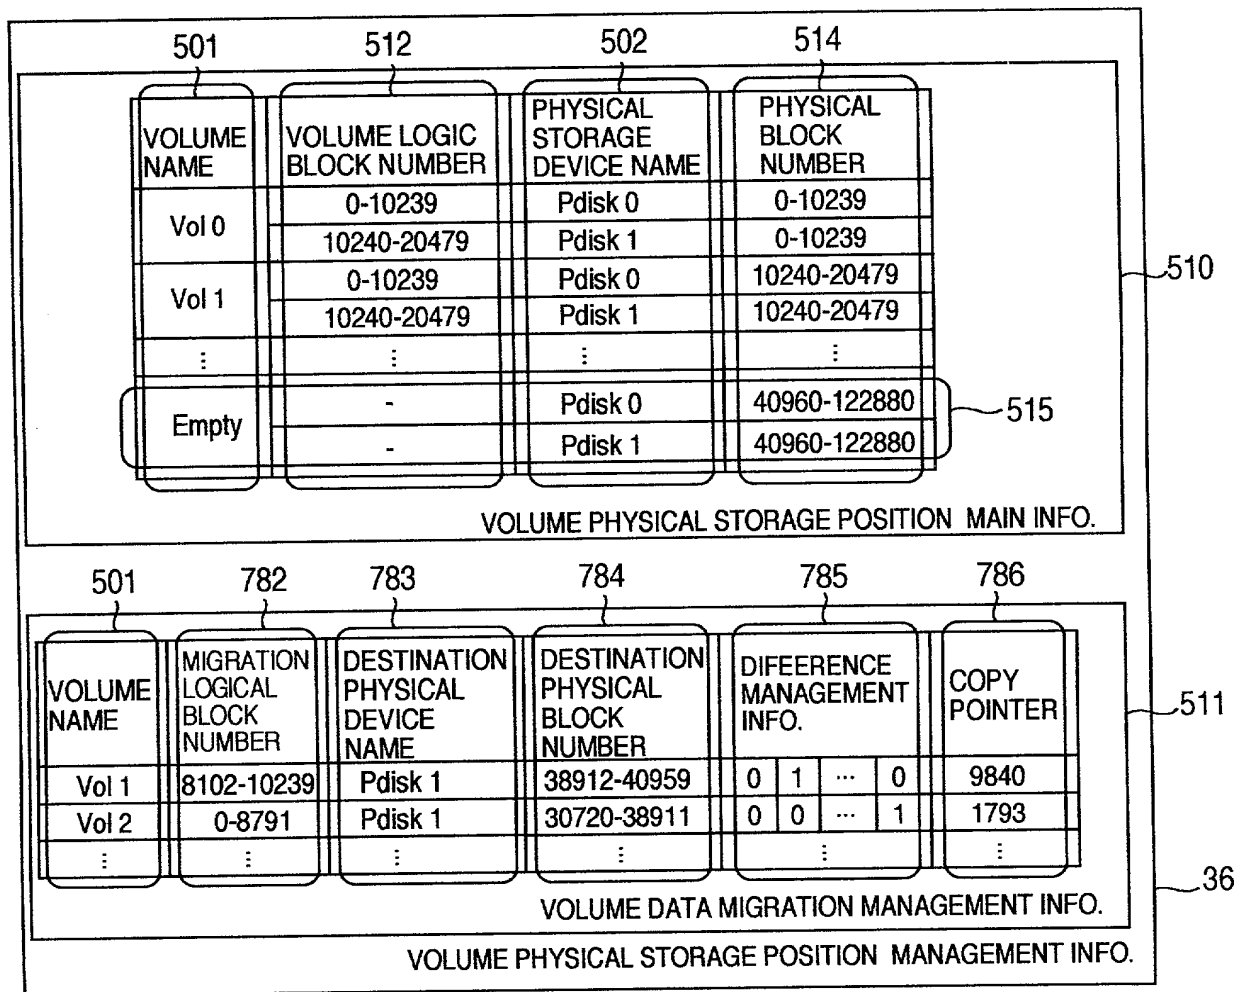 501 512 502 514
VOLUME NAME
VOLUME LOGIC BLOCK NUMBER
PHYSICAL STORAGE DEVICE NAME
PHYSICAL BLOCK NUMBER
Vol 0
0-10239 Pdisk 0 0-10239
10240-20479 Pdisk 1 0-10239
Vol 1
0-10239 Pdisk 0 10240-20479
10240-20479 Pdisk 1 10240-20479
⋮ ⋮ ⋮ ⋮
Empty
- Pdisk 0 40960-122880
- Pdisk 1 40960-122880
510
515
VOLUME PHYSICAL STORAGE POSITION MAIN INFO.
501 782 783 784 785 786
VOLUME NAME
MIGRATION LOGICAL BLOCK NUMBER
DESTINATION PHYSICAL DEVICE NAME
DESTINATION PHYSICAL BLOCK NUMBER
DIFEERENCE MANAGEMENT INFO.
COPY POINTER
Vol 1 8102-10239 Pdisk 1 38912-40959 0 1 ... 0 9840
Vol 2 0-8791 Pdisk 1 30720-38911 0 0 ... 1 1793
⋮ ⋮ ⋮ ⋮ ⋮ ⋮
511
36
VOLUME DATA MIGRATION MANAGEMENT INFO.
VOLUME PHYSICAL STORAGE POSITION MANAGEMENT INFO.